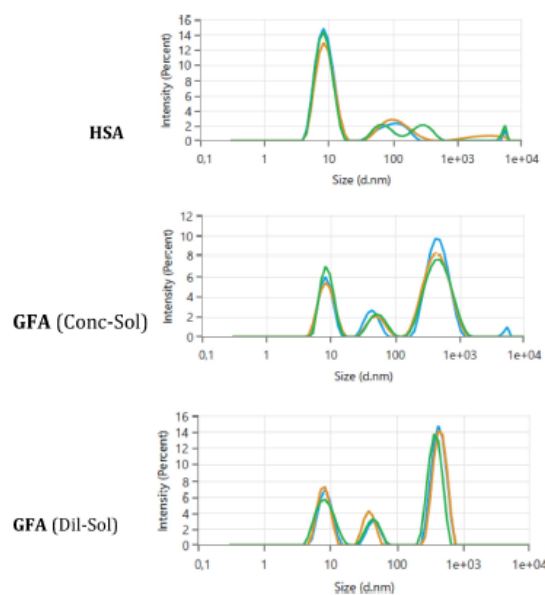 Intensity (Percent)
16
14
12
10
8
6
4
2
0
0,1 1 10 100 1e+03 1e+04
Size (d.nm)
HSA
Intensity (Percent)
12
10
8
6
4
2
0
0,1 1 10 100 1e+03 1e+04
Size (d.nm)
GFA (Conc-Sol)
Intensity (Percent)
16
14
12
10
8
6
4
2
0
0,1 1 10 100 1e+03 1e+04
Size (d.nm)
GFA (Dil-Sol)